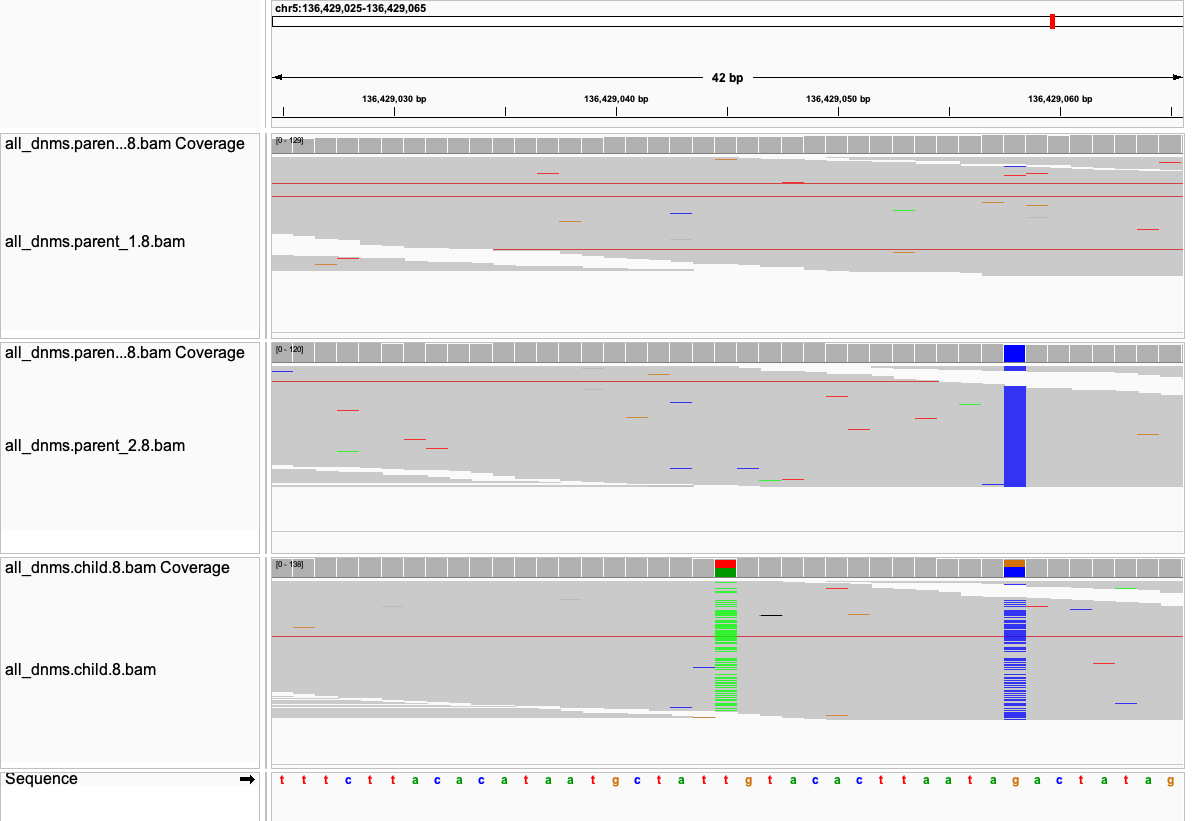 chr5:136,429,025-136,429,065
42 bp
136,429,030 bp 136,429,040 bp 136,429,050 bp 136,429,060 bp
all_dnms.paren...8.bam Coverage
[0 - 129]
all_dnms.parent_1.8.bam
all_dnms.paren...8.bam Coverage
[0 - 120]
all_dnms.parent_2.8.bam
all_dnms.child.8.bam Coverage
[0 - 138]
all_dnms.child.8.bam
Sequence
t t t c t t a c a c a t a a t g c t a t t g t a c a c t t a a t a g a c t a t a g